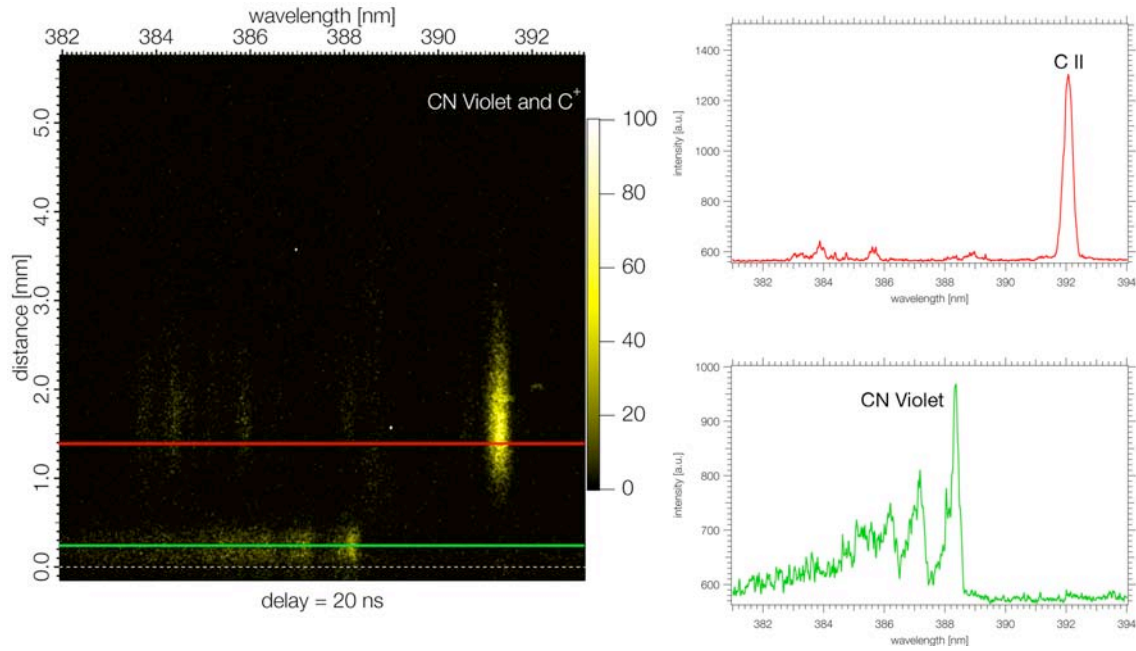 wavelength [nm]
382 384 386 388 390 392
CN Violet and C+
distance [mm]
5.0
4.0
3.0
2.0
1.0
0.0
100
80
60
40
20
0
delay = 20 ns
C II
intensity [a.u.]
1400
1200
1000
800
600
382 384 386 388 390 392 394
wavelength [nm]
CN Violet
intensity [a.u.]
1000
900
800
700
600
382 384 386 388 390 392 394
wavelength [nm]